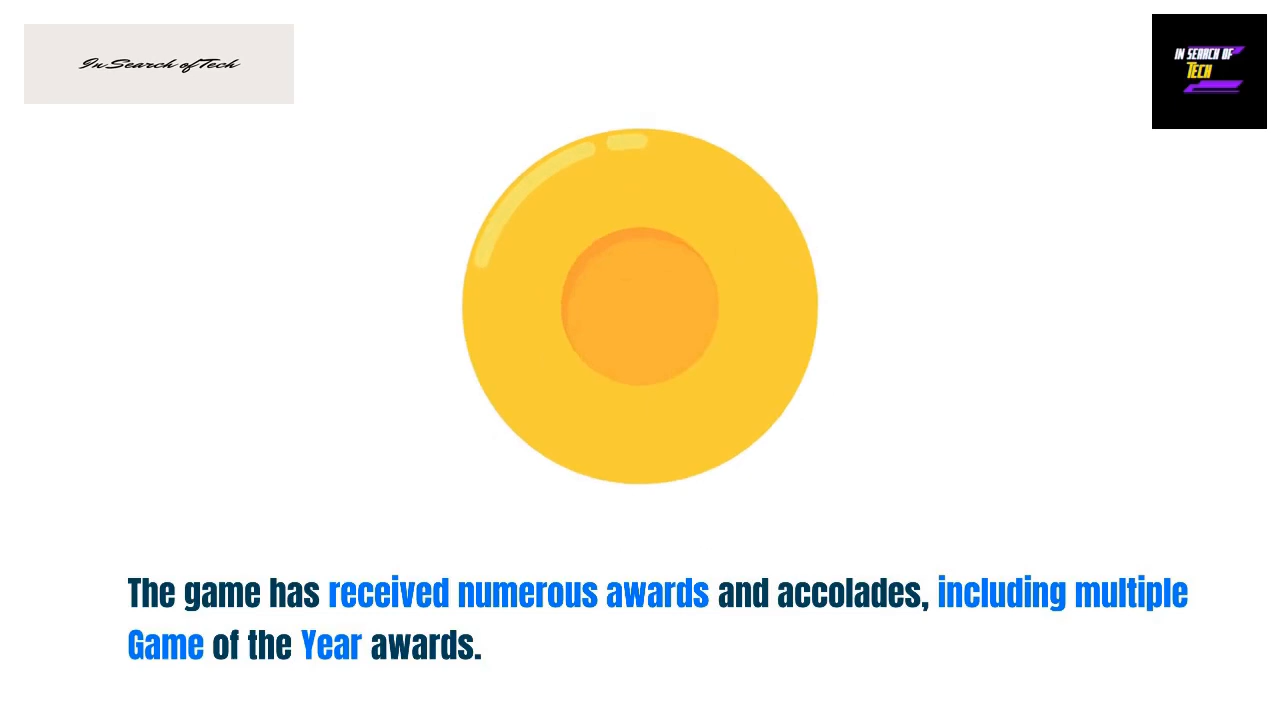 In Search of Tech
IN SEARCH OF
TECH
The game has received numerous awards and accolades, including multiple
Game of the Year awards.